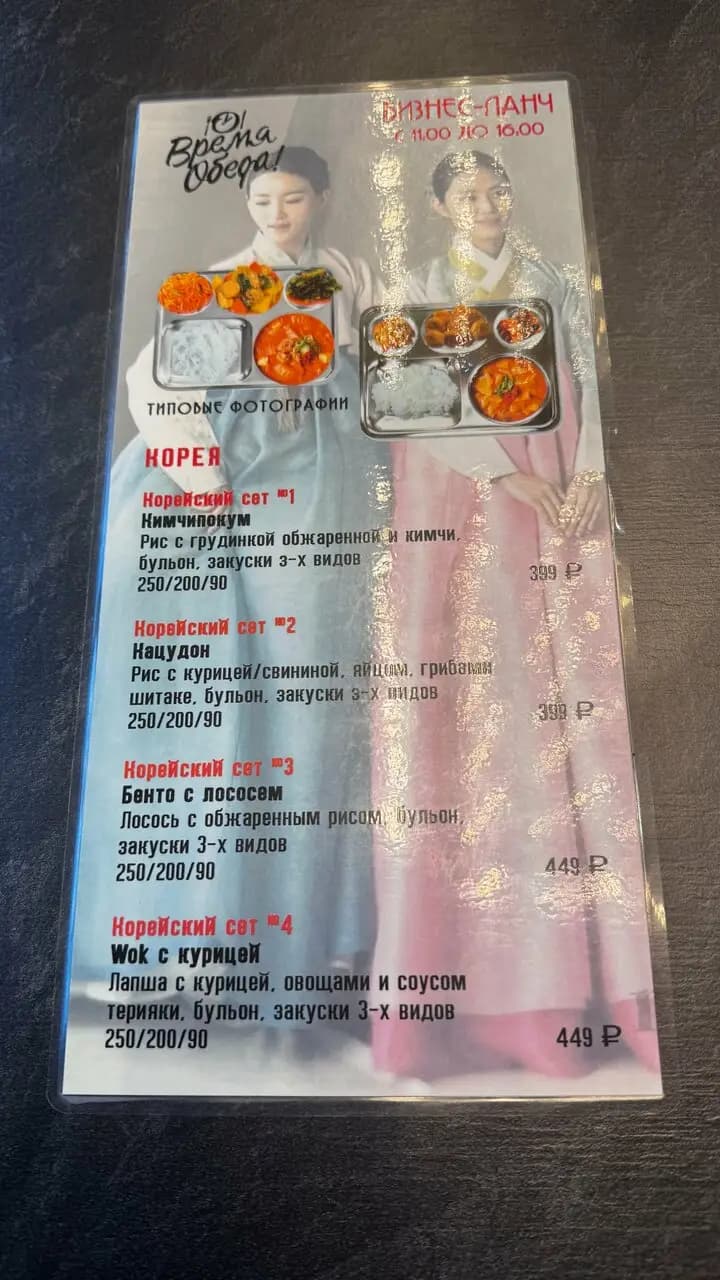 Время
Обеда!
БИЗНЕС-ЛАНЧ
С 11.00 ДО 16.00
ТИПОВЫЕ ФОТОГРАФИИ
КОРЕЯ
Корейский сет №1
Кимчипокум
Рис с грудинкой обжаренной и кимчи,
бульон, закуски 3-х видов
250/200/90
399 ₽
Корейский сет №2
Кацудон
Рис с курицей/свининой, яйцом, грибами
шитаке, бульон, закуски 3-х видов
250/200/90
399 ₽
Корейский сет №3
Бенто с лососем
Лосось с обжаренным рисом, бульон,
закуски 3-х видов
250/200/90
449 ₽
Корейский сет №4
Wok с курицей
Лапша с курицей, овощами и соусом
терияки, бульон, закуски 3-х видов
250/200/90
449 ₽